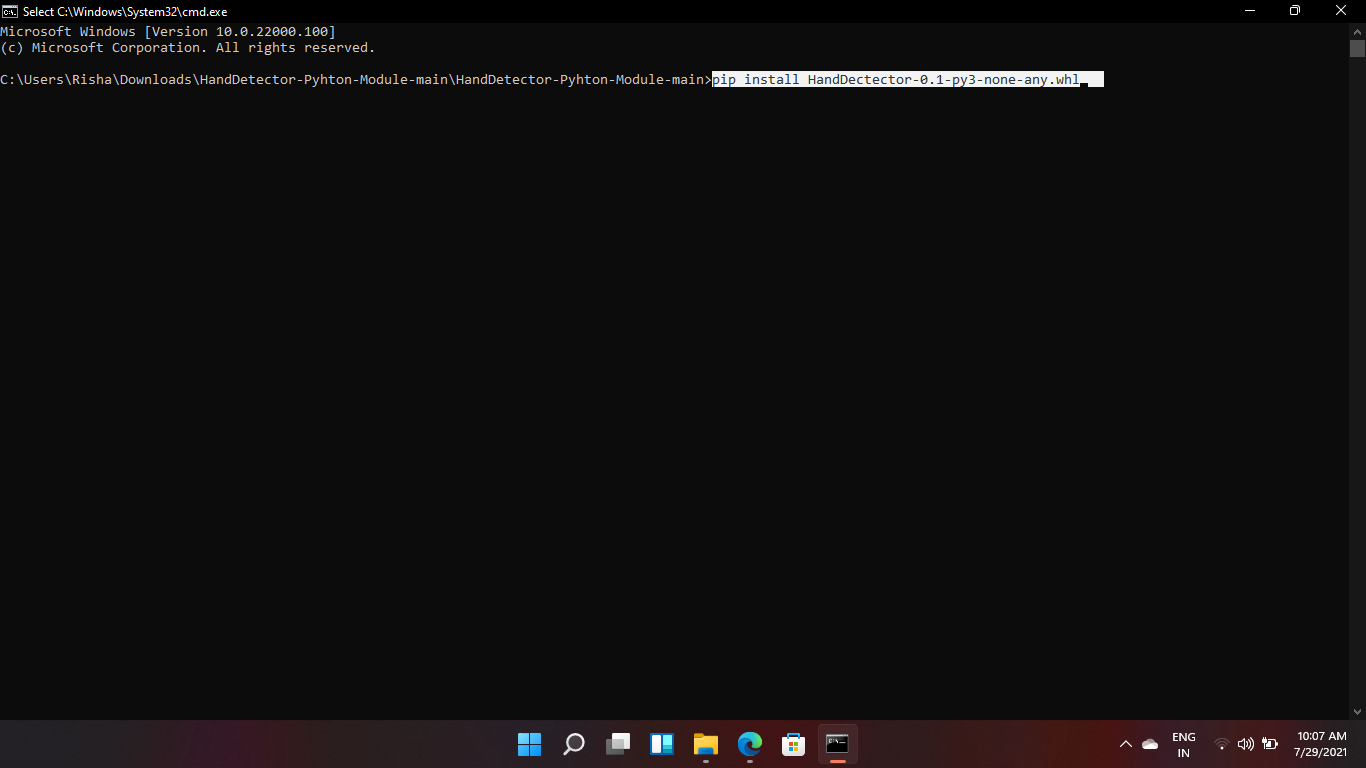 Select C:\Windows\System32\cmd.exe
Microsoft Windows [Version 10.0.22000.100]
(c) Microsoft Corporation. All rights reserved.
C:\Users\Risha\Downloads\HandDetector-Pyhton-Module-main\HandDetector-Pyhton-Module-main>pip install HandDectector-0.1-py3-none-any.whl
ENG
IN
10:07 AM
7/29/2021